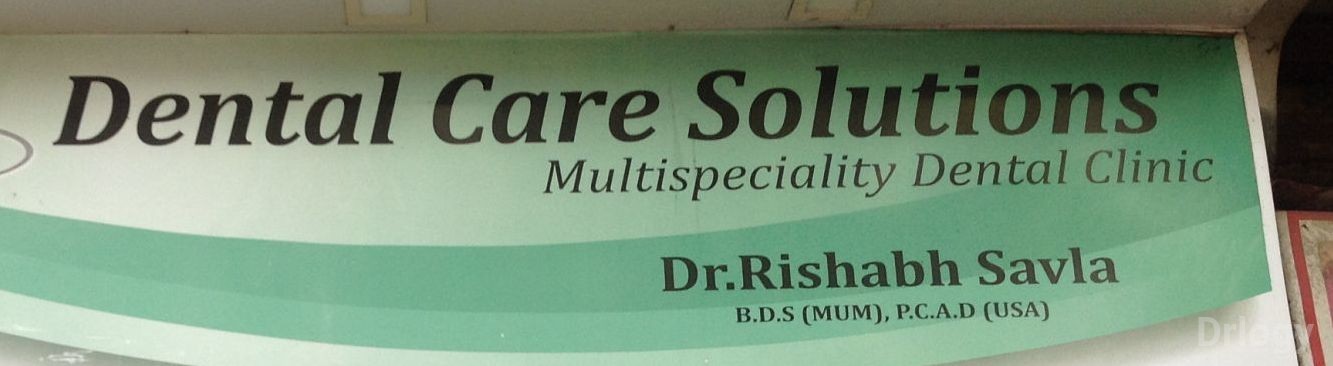 Dental Care Solutions
Multispeciality Dental Clinic
Dr.Rishabh Savla
B.D.S (MUM), P.C.A.D (USA)